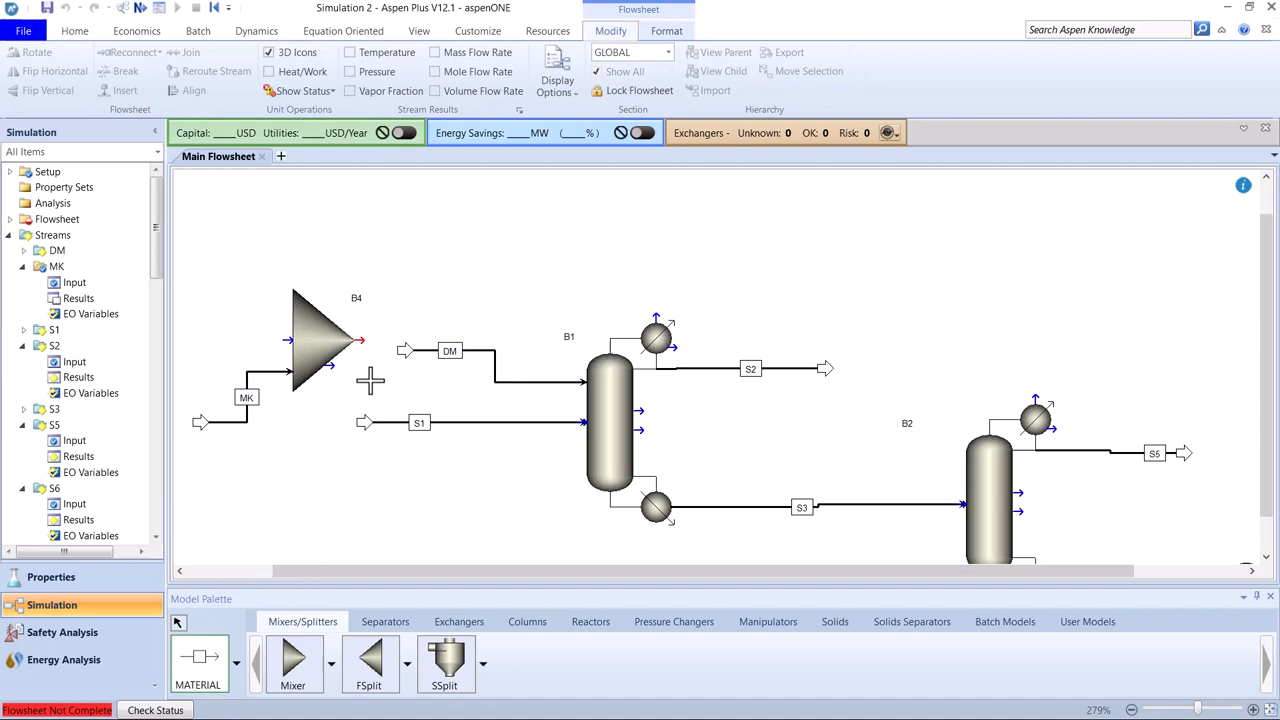 Simulation 2 - Aspen Plus V12.1 - aspenONE
Flowsheet
File
Home
Economics
Batch
Dynamics
Equation Oriented
View
Customize
Resources
Modify
Format
Search Aspen Knowledge
Rotate
Reconnect
Join
3D Icons
Temperature
Mass Flow Rate
GLOBAL
View Parent
Export
Flip Horizontal
Break
Reroute Stream
Heat/Work
Pressure
Mole Flow Rate
Display
Options
Show All
View Child
Move Selection
Flip Vertical
Insert
Align
Show Status
Vapor Fraction
Volume Flow Rate
Lock Flowsheet
Import
Flowsheet
Unit Operations
Stream Results
Section
Hierarchy
Simulation
Capital: ____USD Utilities: ____USD/Year
Energy Savings: ____MW (____%)
Exchangers - Unknown: 0 OK: 0 Risk: 0
All Items
Main Flowsheet
Setup
Property Sets
Analysis
Flowsheet
Streams
DM
MK
Input
Results
EO Variables
S1
S2
Input
Results
EO Variables
S3
S5
Input
Results
EO Variables
S6
Input
Results
EO Variables
B4
MK
DM
S1
B1
S2
S3
B2
S5
Properties
Simulation
Safety Analysis
Energy Analysis
Model Palette
Mixers/Splitters
Separators
Exchangers
Columns
Reactors
Pressure Changers
Manipulators
Solids
Solids Separators
Batch Models
User Models
MATERIAL
Mixer
FSplit
SSplit
Flowsheet Not Complete
Check Status
279%